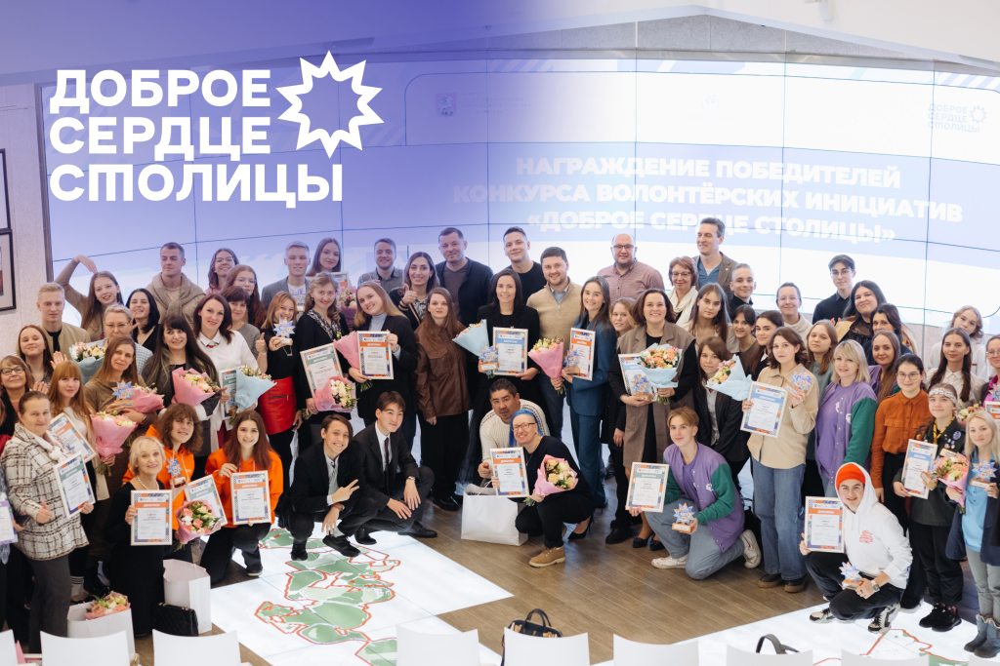 ДОБРОЕ
СЕРДЦЕ
СТОЛИЦЫ
ДОБРОЕ
СЕРДЦЕ
СТОЛИЦЫ
НАГРАЖДЕНИЕ ПОБЕДИТЕЛЕЙ
КОНКУРСА ВОЛОНТЁРСКИХ ИНИЦИАТИВ
«ДОБРОЕ СЕРДЦЕ СТОЛИЦЫ»